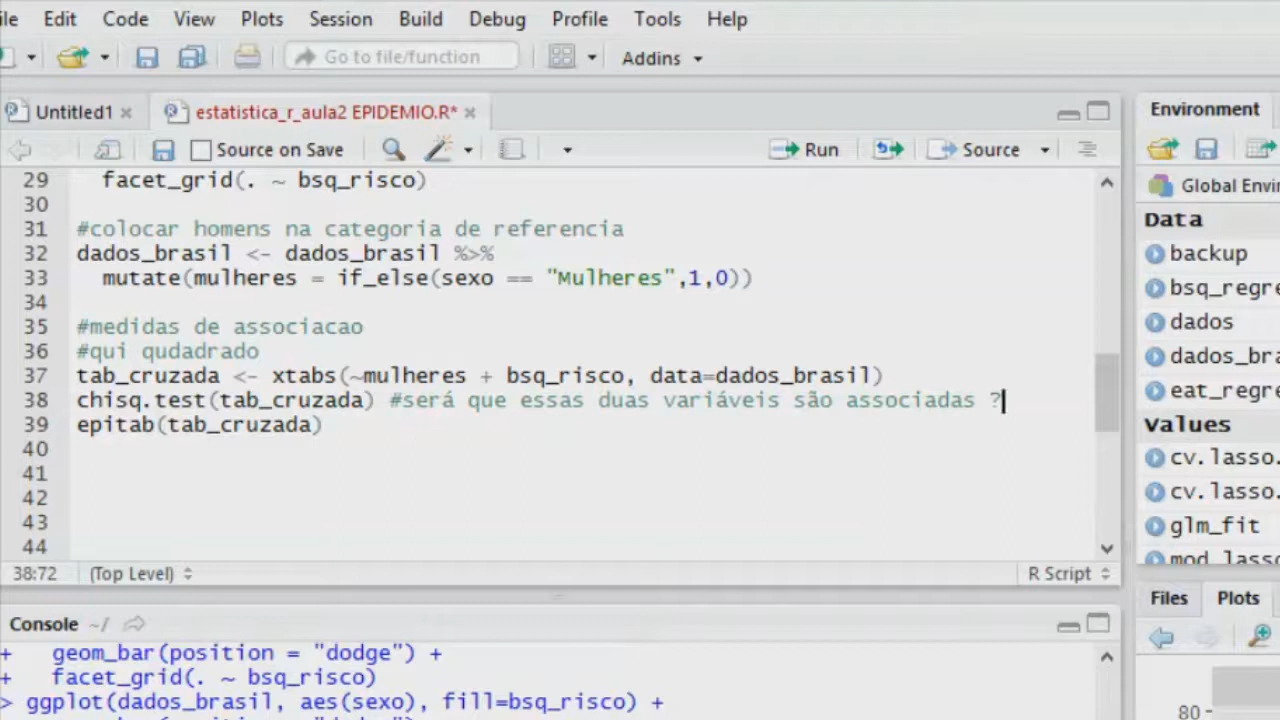 ile Edit Code View Plots Session Build Debug Profile Tools Help
Go to file/function Addins
Untitled1 estatistica_r_aula2 EPIDEMIO.R* Environment
Source on Save Run Source
29 facet_grid(. ~ bsq_risco)
Global Envir
30
31 #colocar homens na categoria de referencia
Data
32 dados_brasil <- dados_brasil %>%
backup
33 mutate(mulheres = if_else(sexo == "Mulheres",1,0))
bsq_regre
34
dados
35 #medidas de associacao
36 #qui qudadrado
dados_bra
37 tab_cruzada <- xtabs(~mulheres + bsq_risco, data=dados_brasil)
eat_regre
38 chisq.test(tab_cruzada) #será que essas duas variáveis são associadas ?
39 epitab(tab_cruzada)
Values
40
cv.lasso.
41
42
cv.lasso.
43
glm_fit
44
mod_lasso
38:72 (Top Level) R Script
Files Plots
Console ~/
+ geom_bar(position = "dodge") +
+ facet_grid(. ~ bsq_risco)
> ggplot(dados_brasil, aes(sexo), fill=bsq_risco) +
80